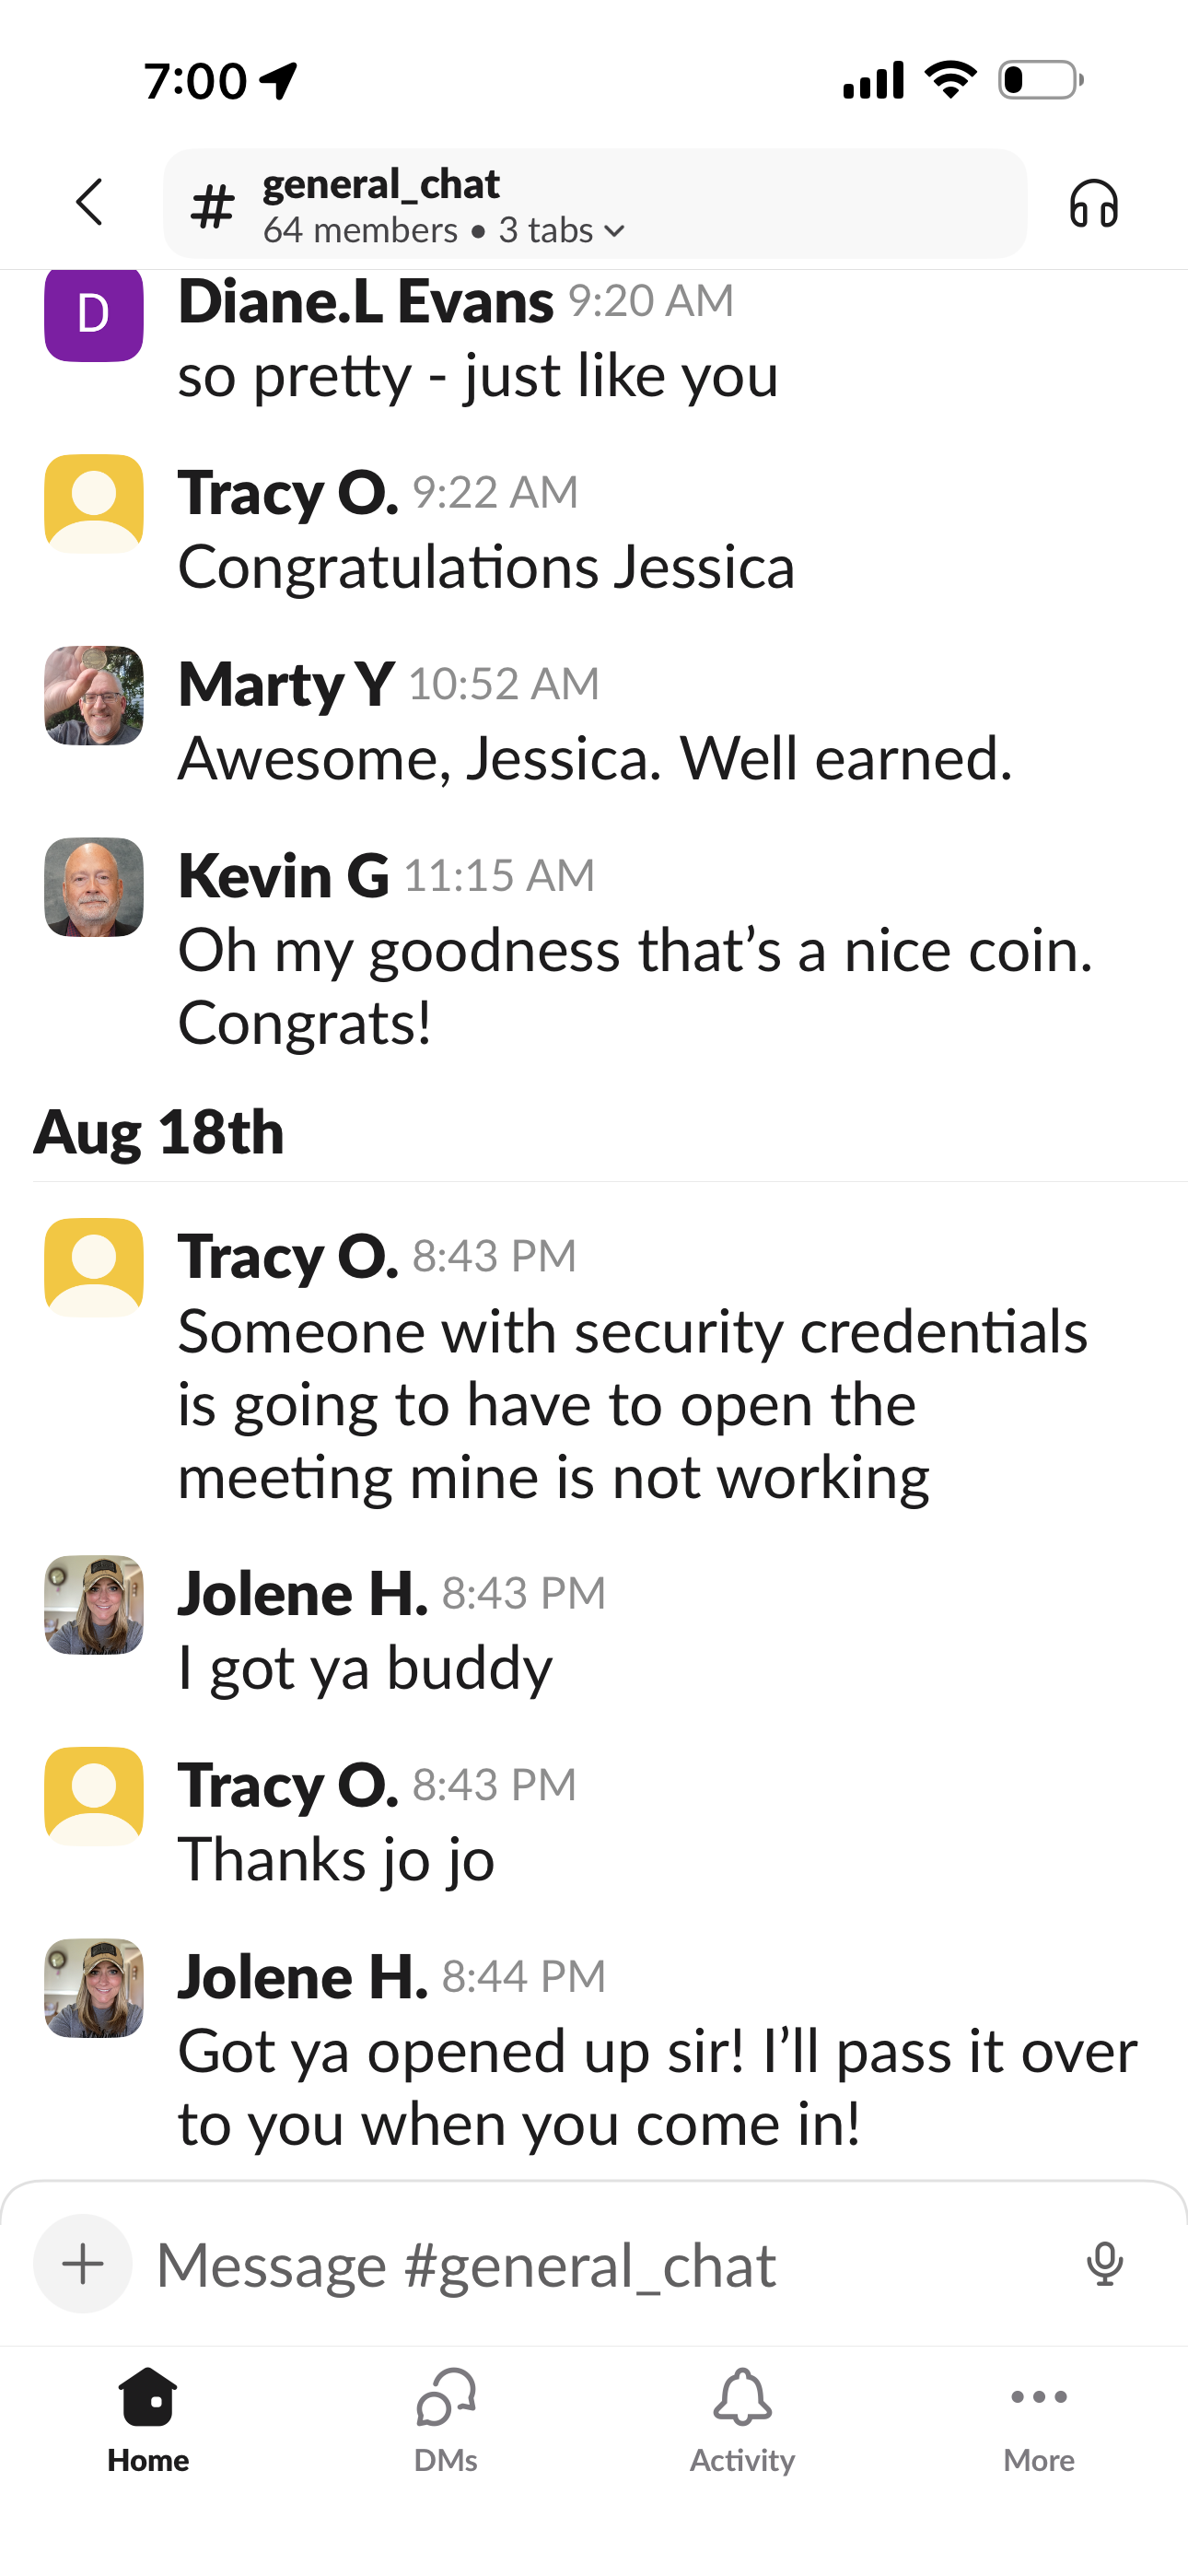 7:00
general_chat
64 members • 3 tabs
D
Diane.L Evans 9:20 AM
so pretty - just like you
Tracy O. 9:22 AM
Congratulations Jessica
Marty Y 10:52 AM
Awesome, Jessica. Well earned.
Kevin G 11:15 AM
Oh my goodness that’s a nice coin.
Congrats!
Aug 18th
Tracy O. 8:43 PM
Someone with security credentials
is going to have to open the
meeting mine is not working
Jolene H. 8:43 PM
I got ya buddy
Tracy O. 8:43 PM
Thanks jo jo
Jolene H. 8:44 PM
Got ya opened up sir! I’ll pass it over
to you when you come in!
Message #general_chat
Home DMs Activity More